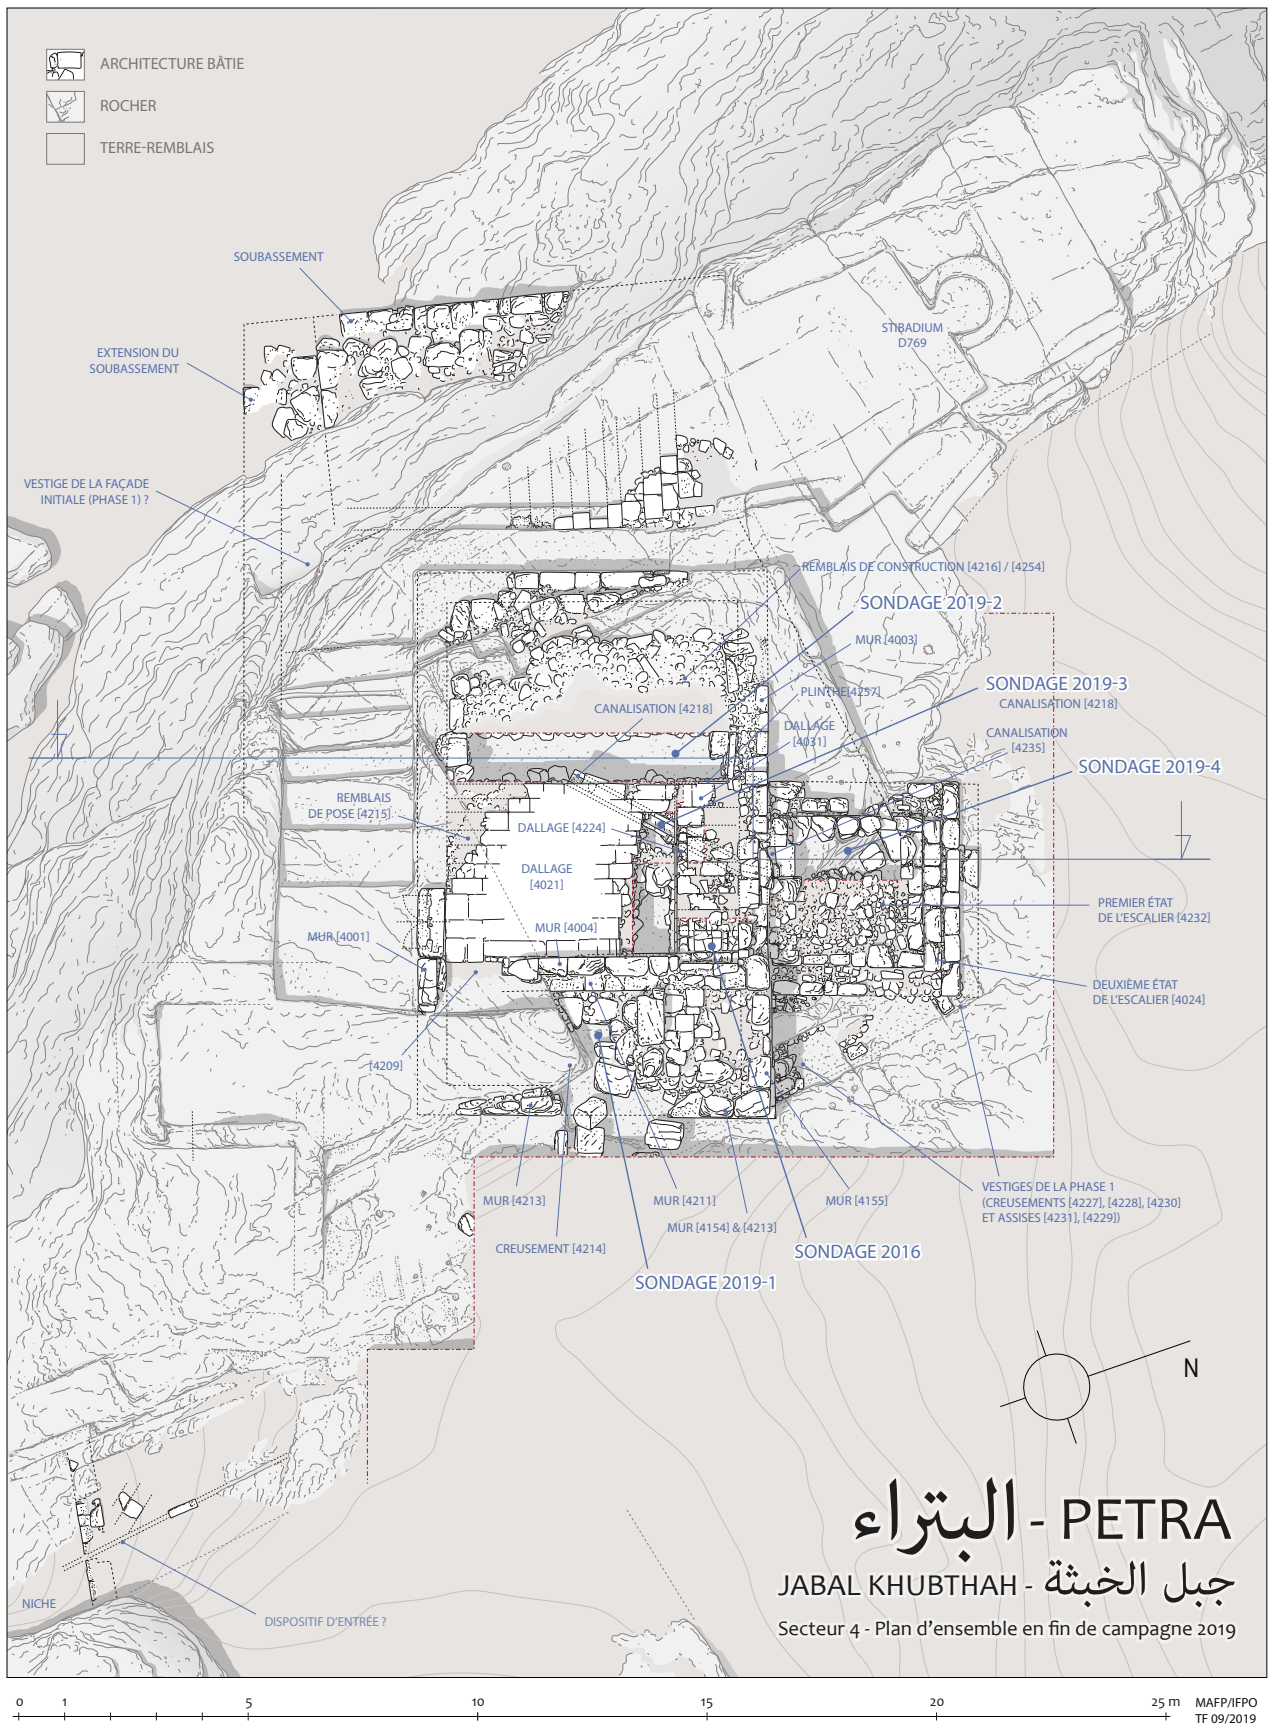 ARCHITECTURE BÂTIE
ROCHER
TERRE-REMBLAIS
SOUBASSEMENT
EXTENSION DU
SOUBASSEMENT
STIBADIUM
D769
VESTIGE DE LA FAÇADE
INITIALE (PHASE 1) ?
REMBLAIS DE CONSTRUCTION [4216] / [4254]
SONDAGE 2019-2
MUR [4003]
SONDAGE 2019-3
PLINTHE[4257]
CANALISATION [4218]
CANALISATION [4218]
DALLAGE
[4031]
CANALISATION
[4235]
SONDAGE 2019-4
REMBLAIS
DE POSE [4215]
DALLAGE [4224]
DALLAGE
[4021]
PREMIER ÉTAT
DE L'ESCALIER [4232]
MUR [4004]
MUR [4001]
DEUXIÈME ÉTAT
DE L'ESCALIER [4024]
[4209]
MUR [4213]
MUR [4211]
MUR [4155]
VESTIGES DE LA PHASE 1
(CREUSEMENTS [4227], [4228], [4230]
ET ASSISES [4231], [4229])
MUR [4154] & [4213]
CREUSEMENT [4214]
SONDAGE 2016
SONDAGE 2019-1
N
البتراء - PETRA
JABAL KHUBTHAH - جبل الخبثة
Secteur 4 - Plan d'ensemble en fin de campagne 2019
NICHE
DISPOSITIF D'ENTRÉE ?
0 1 5 10 15 20 25 m
MAFP/IFPO
TF 09/2019